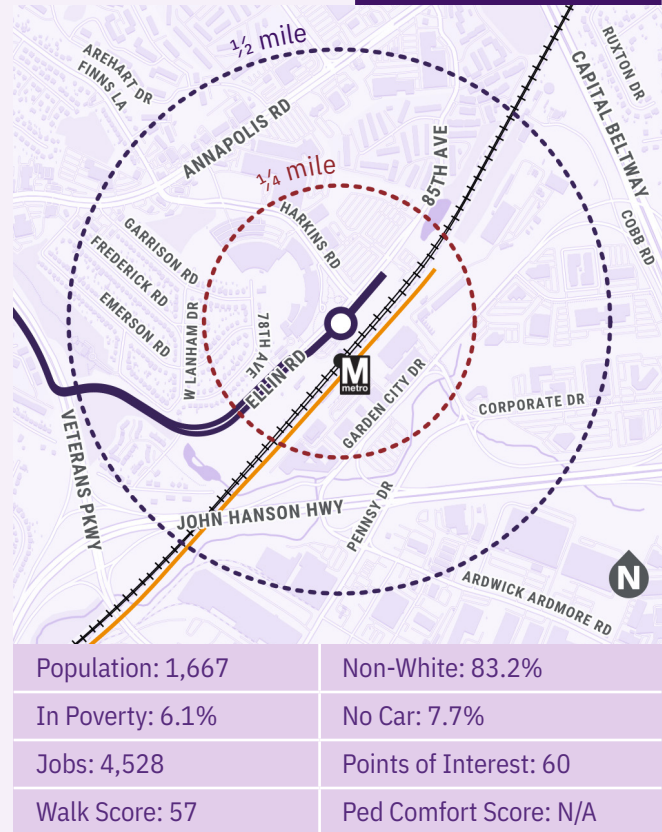 ½ mile
RUXTON DR
AREHART DR
FINNS LA
CAPITAL BELTWAY
ANNAPOLIS RD
85TH AVE
¼ mile
HARKINS RD
COBB RD
GARRISON RD
FREDERICK RD
EMERSON RD
W LANHAM DR
78TH AVE
ELLIN RD
M
metro
GARDEN CITY DR
CORPORATE DR
VETERANS PKWY
JOHN HANSON HWY
PENNSY DR
ARDWICK ARDMORE RD
N
Population: 1,667
Non-White: 83.2%
In Poverty: 6.1%
No Car: 7.7%
Jobs: 4,528
Points of Interest: 60
Walk Score: 57
Ped Comfort Score: N/A